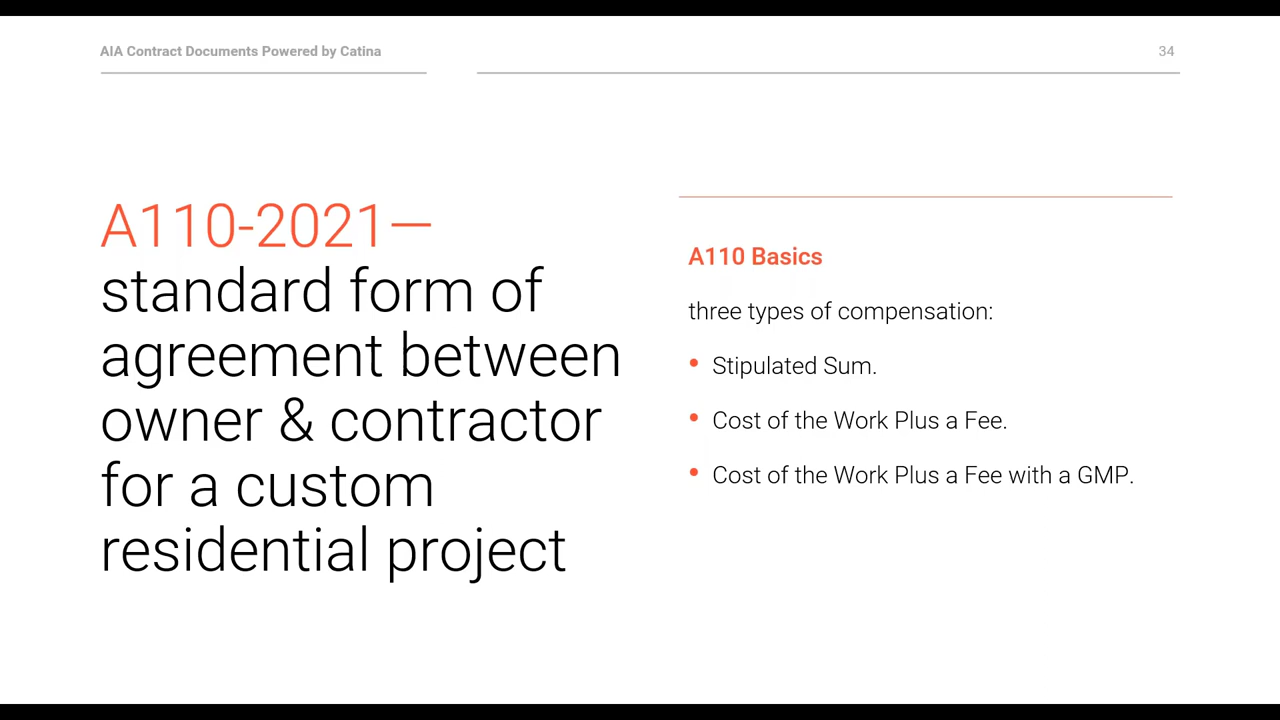 AIA Contract Documents Powered by Catina
34
A110-2021—
standard form of
agreement between
owner & contractor
for a custom
residential project
A110 Basics
three types of compensation:
• Stipulated Sum.
• Cost of the Work Plus a Fee.
• Cost of the Work Plus a Fee with a GMP.